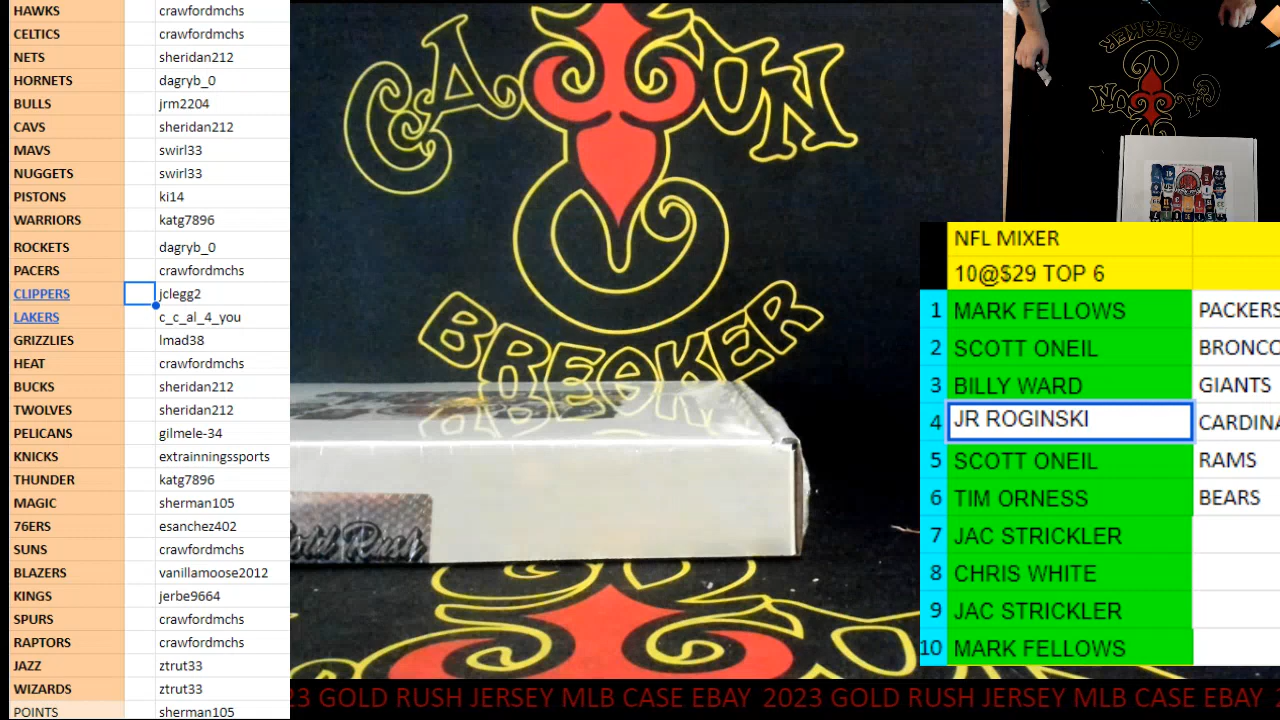 HAWKS crawfordmchs
CELTICS crawfordmchs
NETS sheridan212
HORNETS dagryb_0
BULLS jrm2204
CAVS sheridan212
MAVS swirl33
NUGGETS swirl33
PISTONS ki14
WARRIORS katg7896
ROCKETS dagryb_0
PACERS crawfordmchs
CLIPPERS jclegg2
LAKERS c_c_al_4_you
GRIZZLIES lmad38
HEAT crawfordmchs
BUCKS sheridan212
TWOLVES sheridan212
PELICANS gilmele-34
KNICKS extrainningssports
THUNDER katg7896
MAGIC sherman105
76ERS esanchez402
SUNS crawfordmchs
BLAZERS vanillamoose2012
KINGS jerbe9664
SPURS crawfordmchs
RAPTORS crawfordmchs
JAZZ ztrut33
WIZARDS ztrut33
POINTS sherman105
CAJUN
BREAKER
Gold Rush
BREAKER
CAJUN
NFL MIXER
10@$29 TOP 6
1 MARK FELLOWS PACKERS
2 SCOTT ONEIL BRONCO
3 BILLY WARD GIANTS
4 JR ROGINSKI CARDINA
5 SCOTT ONEIL RAMS
6 TIM ORNESS BEARS
7 JAC STRICKLER
8 CHRIS WHITE
9 JAC STRICKLER
10 MARK FELLOWS
23 GOLD RUSH JERSEY MLB CASE EBAY 2023 GOLD RUSH JERSEY MLB CASE EBAY 2